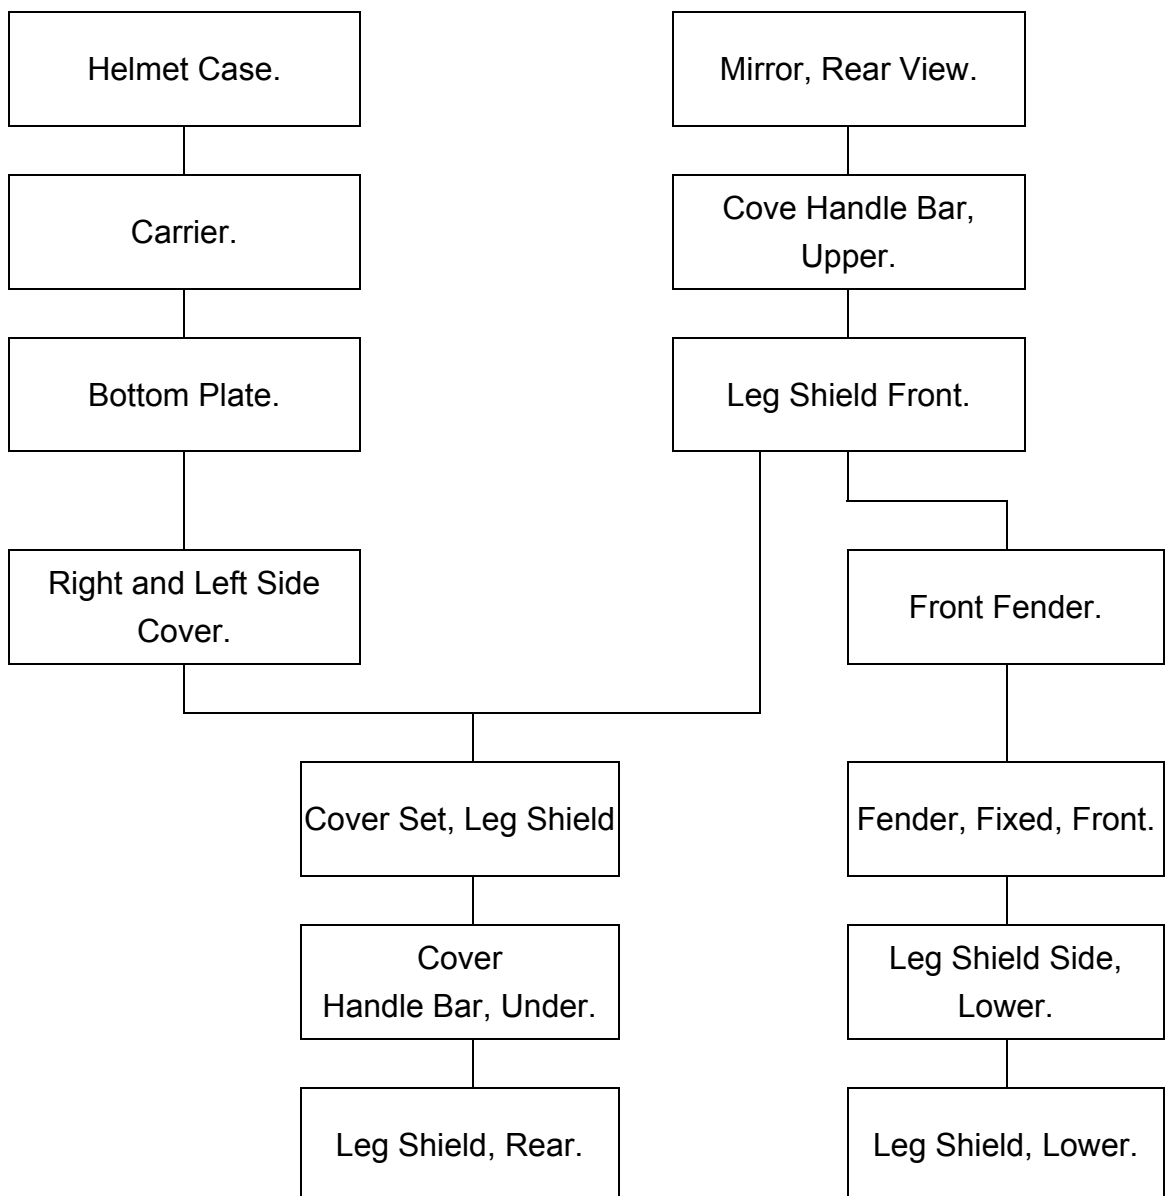 Helmet Case.
Mirror, Rear View.
Carrier.
Cove Handle Bar,
Upper.
Bottom Plate.
Leg Shield Front.
Right and Left Side
Cover.
Front Fender.
Cover Set, Leg Shield
Fender, Fixed, Front.
Cover
Handle Bar, Under.
Leg Shield Side,
Lower.
Leg Shield, Rear.
Leg Shield, Lower.